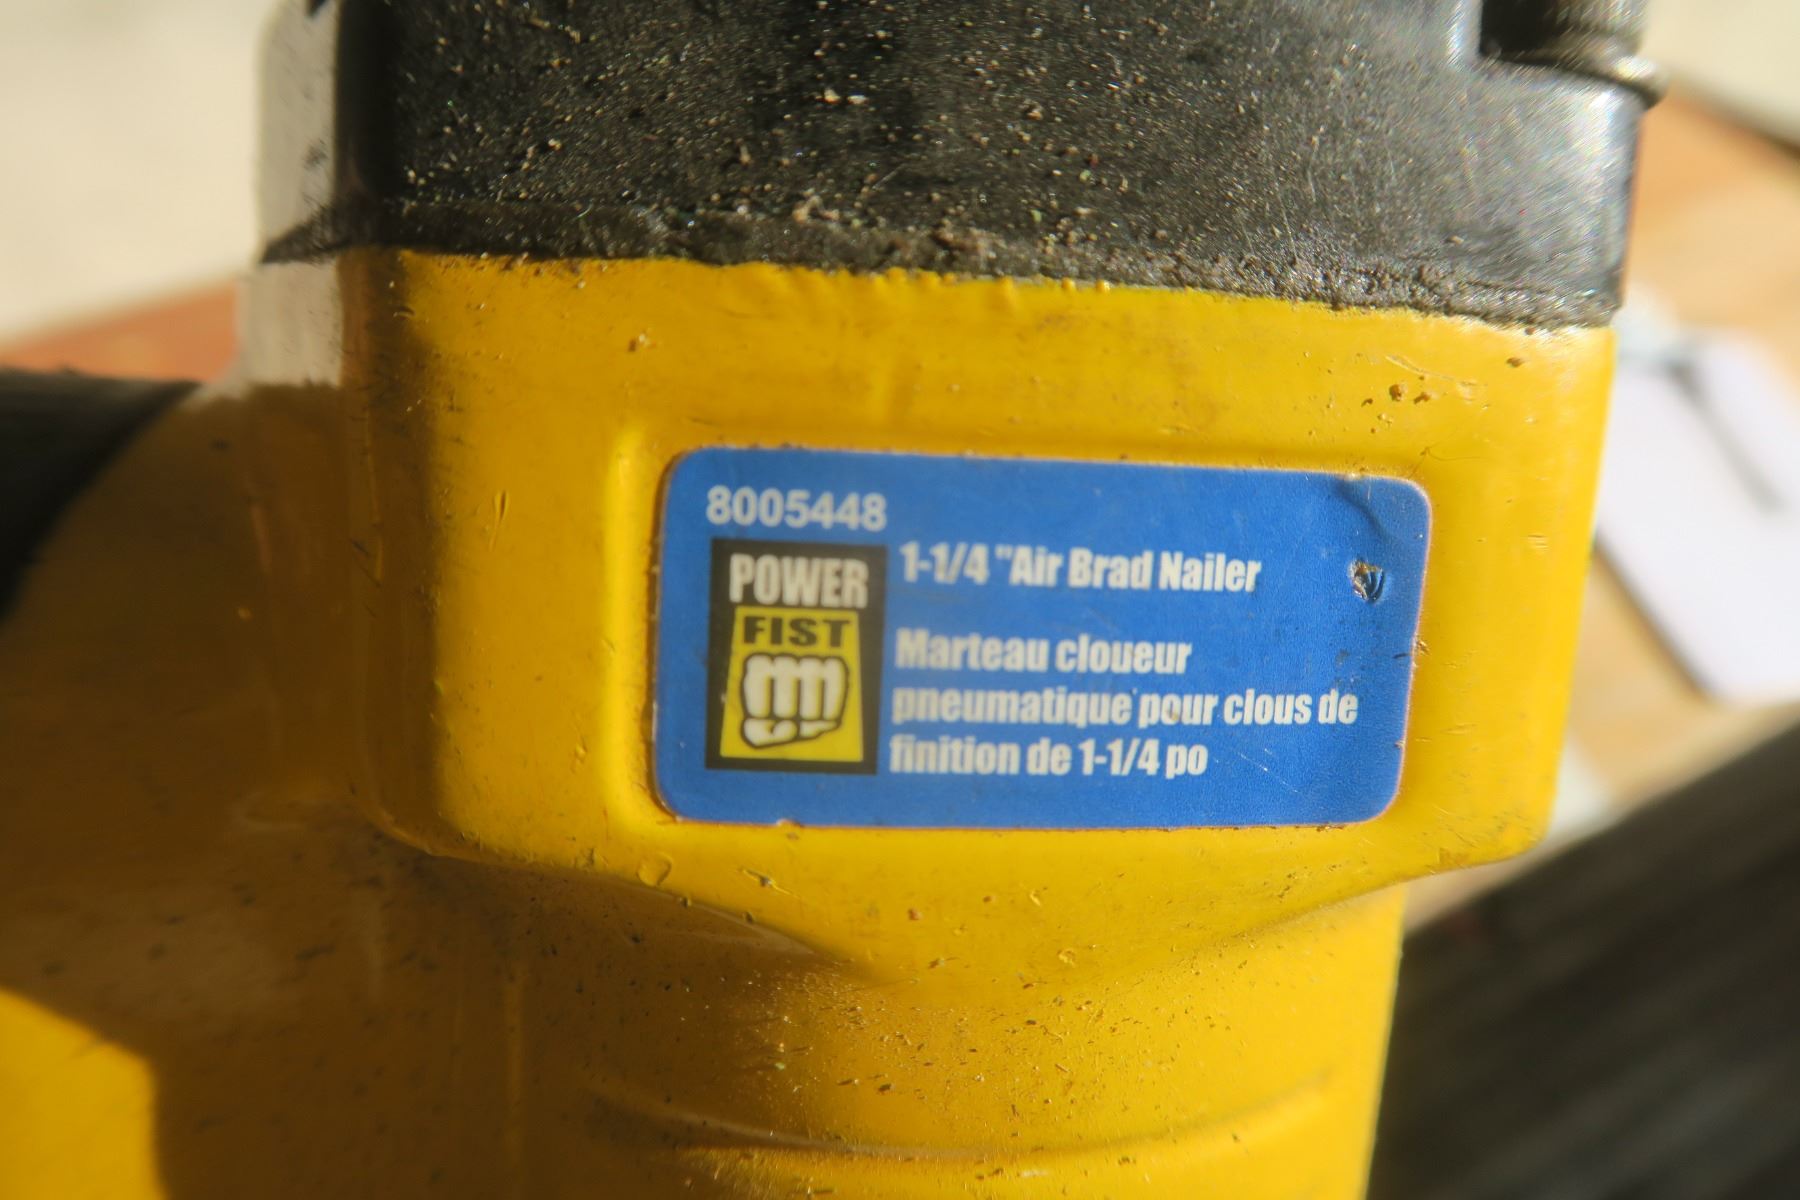 8005448
POWER
FIST
1-1/4 "Air Brad Nailer
Marteau cloueur
pneumatique pour clous de
finition de 1-1/4 po